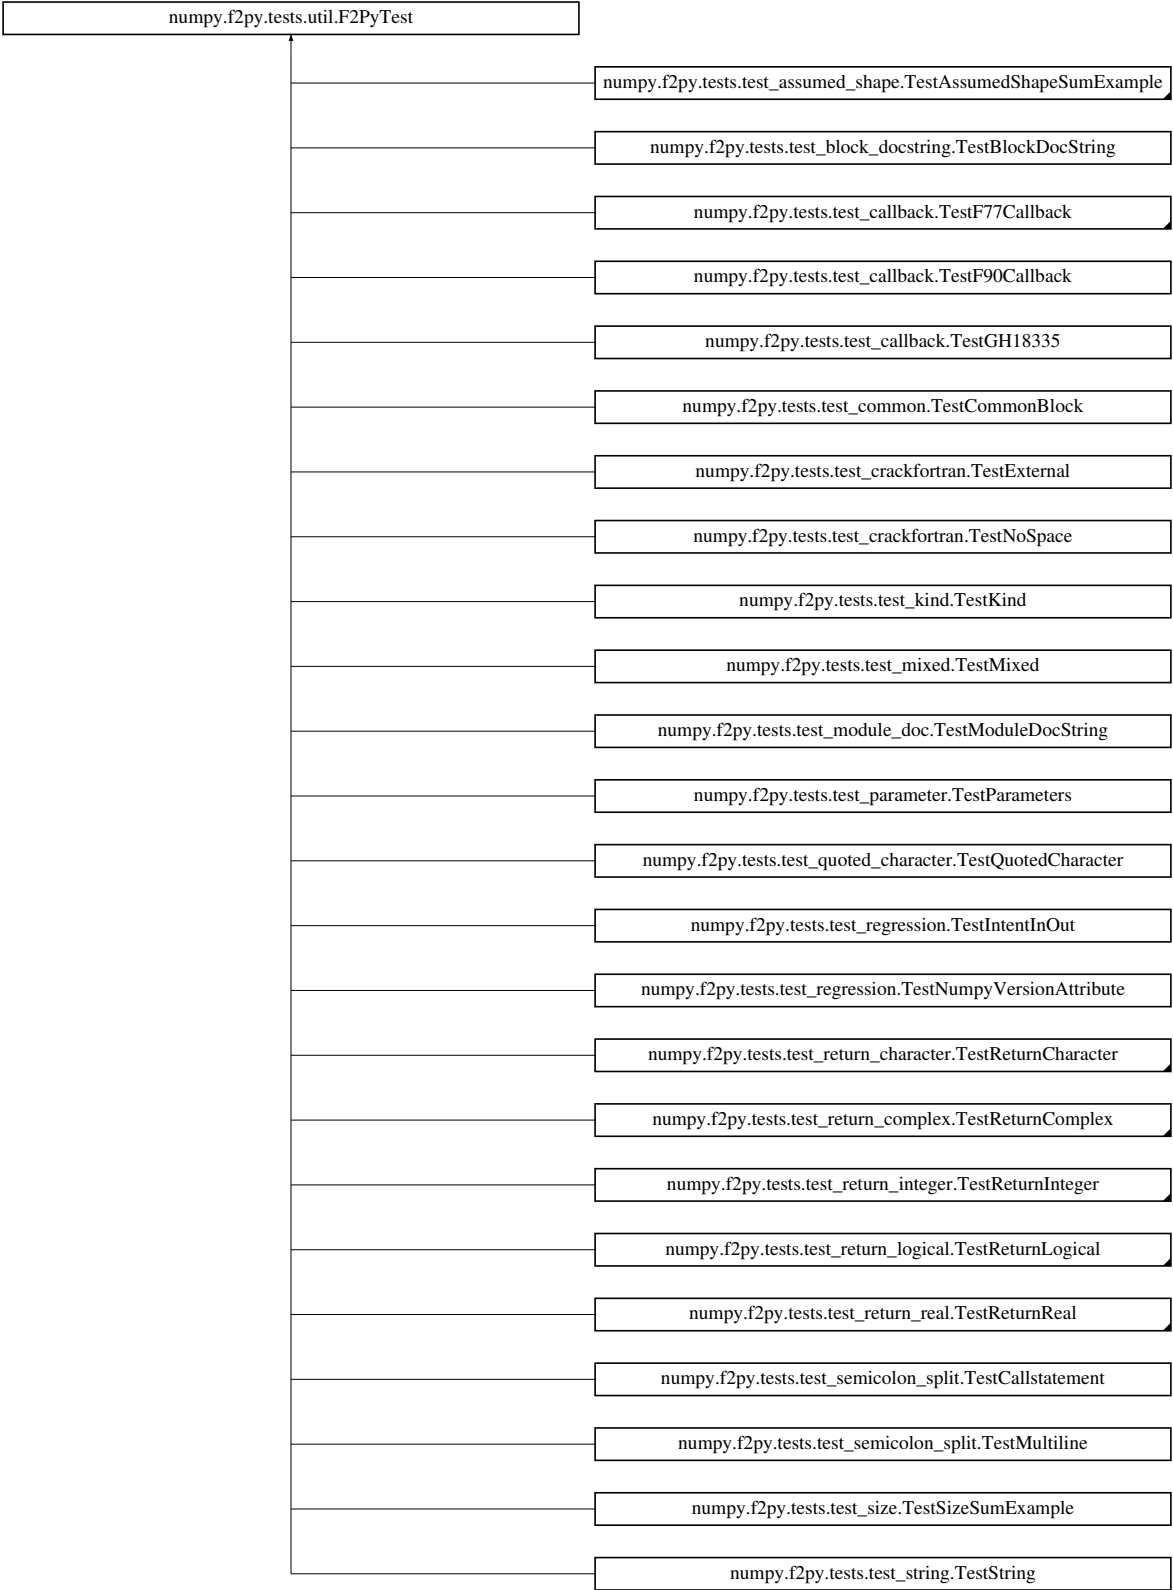 numpy.f2py.tests.util.F2PyTest
numpy.f2py.tests.test_assumed_shape.TestAssumedShapeSumExample
numpy.f2py.tests.test_block_docstring.TestBlockDocString
numpy.f2py.tests.test_callback.TestF77Callback
numpy.f2py.tests.test_callback.TestF90Callback
numpy.f2py.tests.test_callback.TestGH18335
numpy.f2py.tests.test_common.TestCommonBlock
numpy.f2py.tests.test_crackfortran.TestExternal
numpy.f2py.tests.test_crackfortran.TestNoSpace
numpy.f2py.tests.test_kind.TestKind
numpy.f2py.tests.test_mixed.TestMixed
numpy.f2py.tests.test_module_doc.TestModuleDocString
numpy.f2py.tests.test_parameter.TestParameters
numpy.f2py.tests.test_quoted_character.TestQuotedCharacter
numpy.f2py.tests.test_regression.TestIntentInOut
numpy.f2py.tests.test_regression.TestNumpyVersionAttribute
numpy.f2py.tests.test_return_character.TestReturnCharacter
numpy.f2py.tests.test_return_complex.TestReturnComplex
numpy.f2py.tests.test_return_integer.TestReturnInteger
numpy.f2py.tests.test_return_logical.TestReturnLogical
numpy.f2py.tests.test_return_real.TestReturnReal
numpy.f2py.tests.test_semicolon_split.TestCallstatement
numpy.f2py.tests.test_semicolon_split.TestMultiline
numpy.f2py.tests.test_size.TestSizeSumExample
numpy.f2py.tests.test_string.TestString